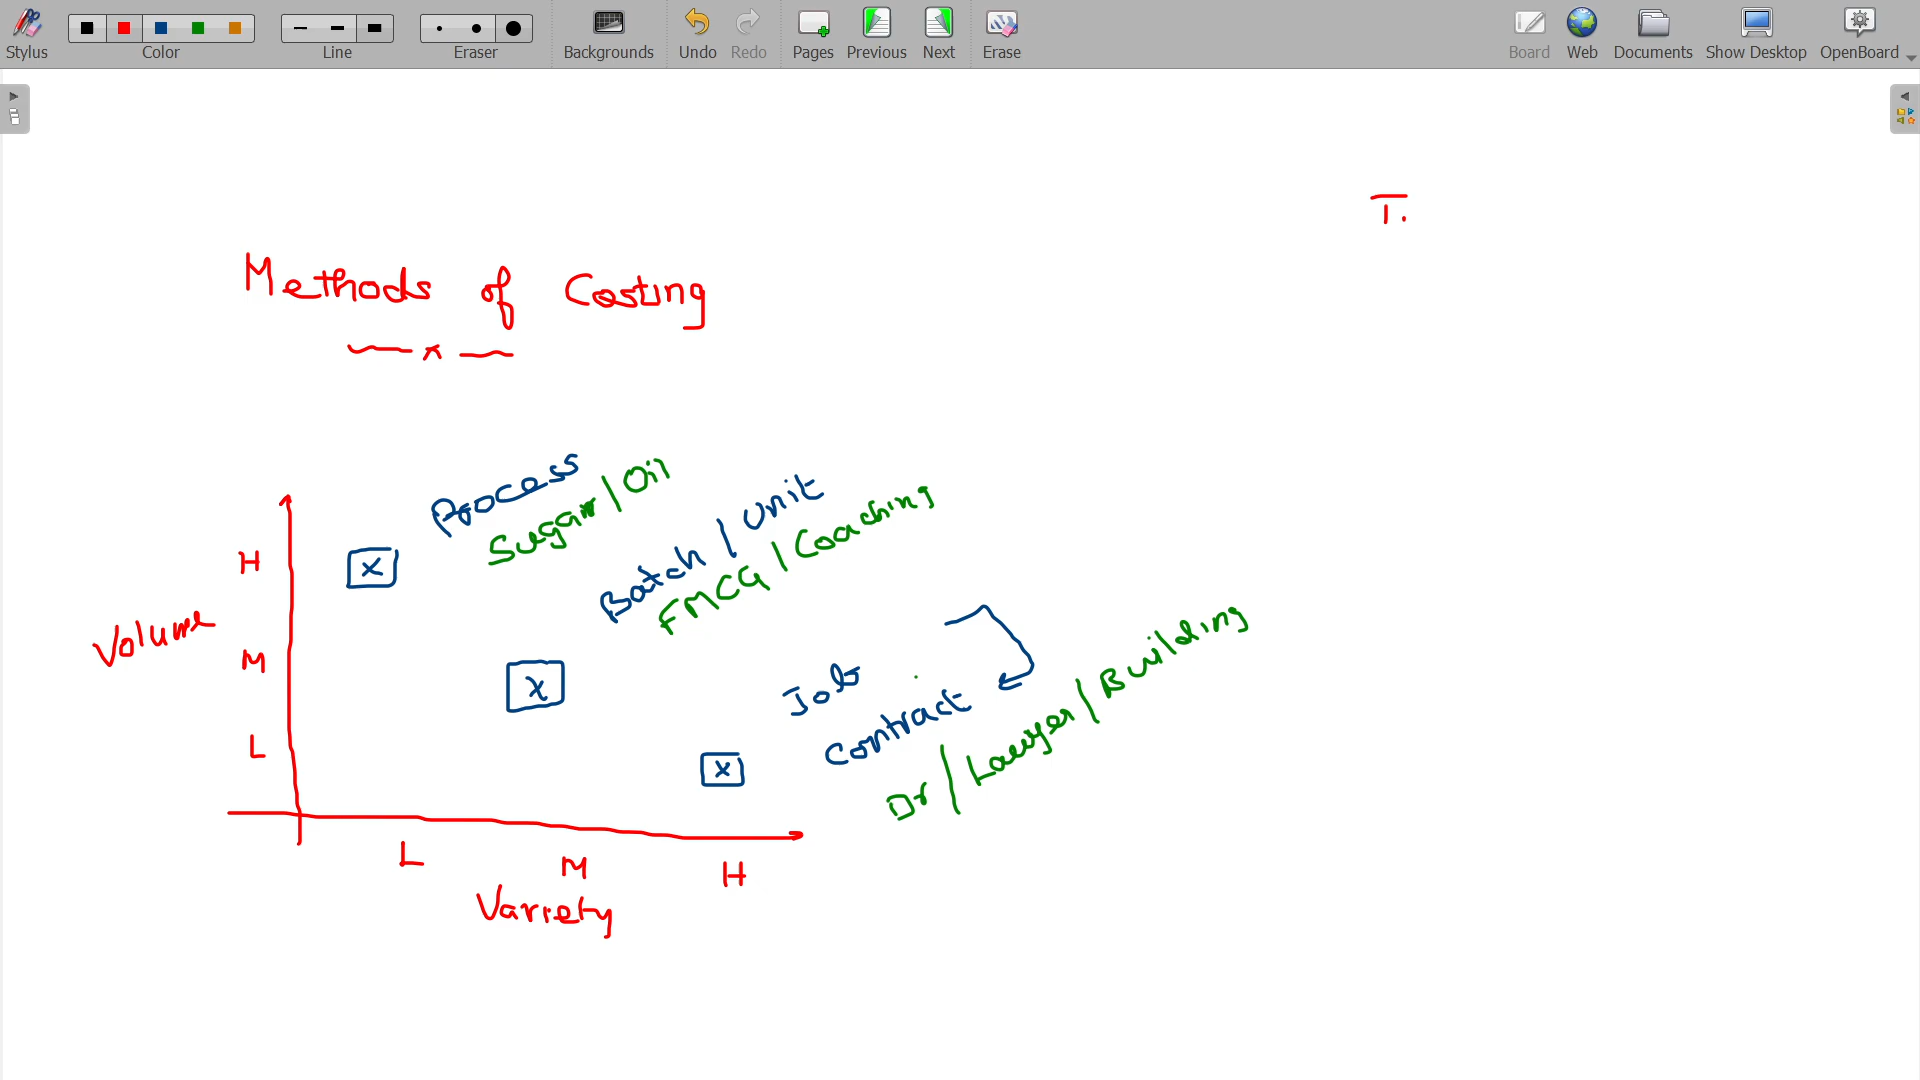 Stylus Color Line Eraser Backgrounds Undo Redo Pages Previous Next Erase Board Web Documents Show Desktop OpenBoard
T.
Methods of Costing
x
Process
Sugar / Oil
Batch / Unit
FMCG / Coaching
Job
Contract
Dr / Lawyer / Building
Volume
H
M
L
x
x
x
L M H
Variety